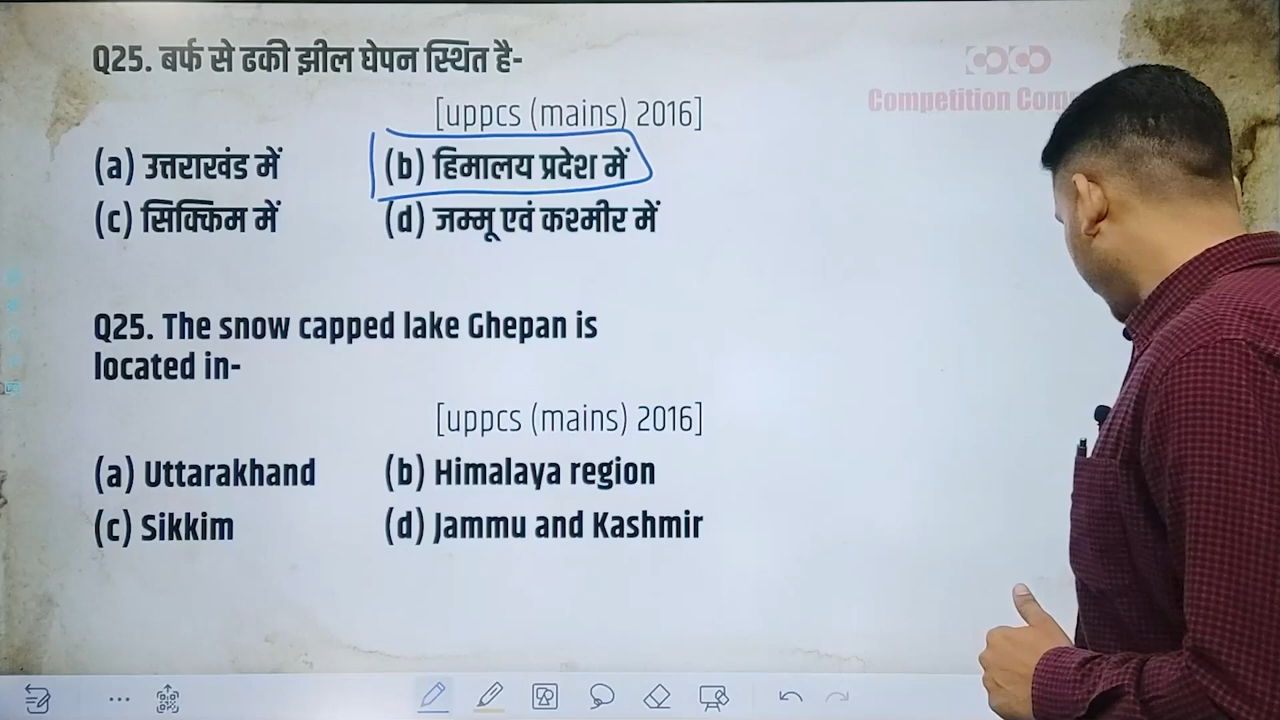 Q25. बर्फ से ढकी झील घेपन स्थित है-
[uppcs (mains) 2016]
(a) उत्तराखंड में (b) हिमालय प्रदेश में
(c) सिक्किम में (d) जम्मू एवं कश्मीर में
Competition Com
Q25. The snow capped lake Ghepan is
located in-
[uppcs (mains) 2016]
(a) Uttarakhand (b) Himalaya region
(c) Sikkim (d) Jammu and Kashmir